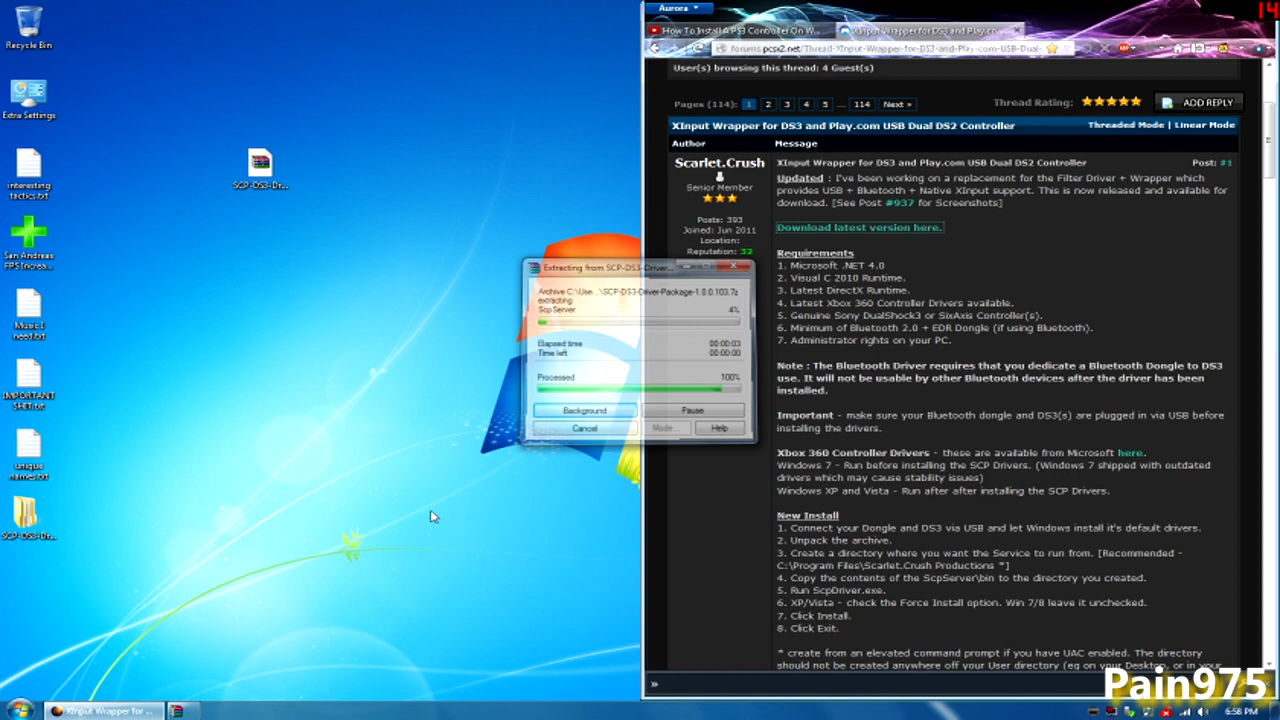 Recycle Bin
Extra Settings
interesting
tactics.txt
San Andreas
FPS Increa...
Music I
need.txt
IMPORTANT
SHIT.txt
unique
names.txt
SCP-DS3-Dr...
SCP-DS3-Dr...
Extracting from SCP-DS3-Driver...
Archive C:\Use...\SCP-DS3-Driver-Package-1.0.0.103.7z
extracting
ScpServer 4%
Elapsed time 00:00:03
Time left 00:00:00
Processed 100%
Background Pause
Cancel Mode... Help
Aurora
14
How To Install A PS3 Controller On W...
XInput Wrapper for DS3 and Play.co...
forums.pcsx2.net/Thread-XInput-Wrapper-for-DS3-and-Play-com-USB-Dual-
User(s) browsing this thread: 4 Guest(s)
Pages (114): 1 2 3 4 5 ... 114 Next »
Thread Rating:
ADD REPLY
XInput Wrapper for DS3 and Play.com USB Dual DS2 Controller
Threaded Mode | Linear Mode
Author Message
Scarlet.Crush
Senior Member
Posts: 393
Joined: Jun 2011
Location:
Reputation: 32
XInput Wrapper for DS3 and Play.com USB Dual DS2 Controller Post: #1
Updated : I've been working on a replacement for the Filter Driver + Wrapper which
provides USB + Bluetooth + Native XInput support. This is now released and available for
download. [See Post #937 for Screenshots]
Download latest version here.
Requirements
1. Microsoft .NET 4.0
2. Visual C 2010 Runtime.
3. Latest DirectX Runtime.
4. Latest Xbox 360 Controller Drivers available.
5. Genuine Sony DualShock3 or SixAxis Controller(s).
6. Minimum of Bluetooth 2.0 + EDR Dongle (if using Bluetooth).
7. Administrator rights on your PC.
Note : The Bluetooth Driver requires that you dedicate a Bluetooth Dongle to DS3
use. It will not be usable by other Bluetooth devices after the driver has been
installed.
Important - make sure your Bluetooth dongle and DS3(s) are plugged in via USB before
installing the drivers.
Xbox 360 Controller Drivers - these are available from Microsoft here.
Windows 7 - Run before installing the SCP Drivers. (Windows 7 shipped with outdated
drivers which may cause stability issues)
Windows XP and Vista - Run after after installing the SCP Drivers.
New Install
1. Connect your Dongle and DS3 via USB and let Windows install it's default drivers.
2. Unpack the archive.
3. Create a directory where you want the Service to run from. [Recommended -
C:\Program Files\Scarlet.Crush Productions *]
4. Copy the contents of the ScpServer\bin to the directory you created.
5. Run ScpDriver.exe.
6. XP/Vista - check the Force Install option. Win 7/8 leave it unchecked.
7. Click Install.
8. Click Exit.
* create from an elevated command prompt if you have UAC enabled. The directory
should not be created anywhere off your User directory (eg on your Desktop, or in your
»
Pain975
XInput Wrapper for ...
6:58 PM